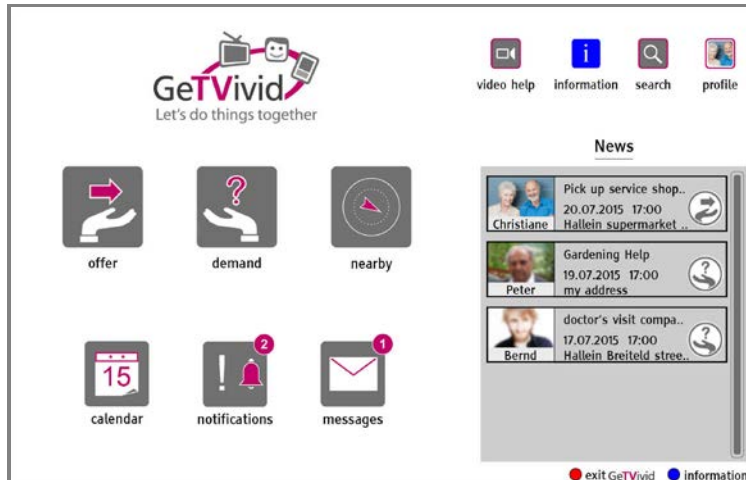 GeTVivid
Let's do things together
video help
information
search
profile
offer
demand
nearby
15
calendar
2
notifications
1
messages
News
Christiane
Pick up service shop..
20.07.2015 17:00
Hallein supermarket ..
Peter
Gardening Help
19.07.2015 17:00
my address
Bernd
doctor's visit compa..
17.07.2015 17:00
Hallein Breiteld stree..
exit GeTVivid
information